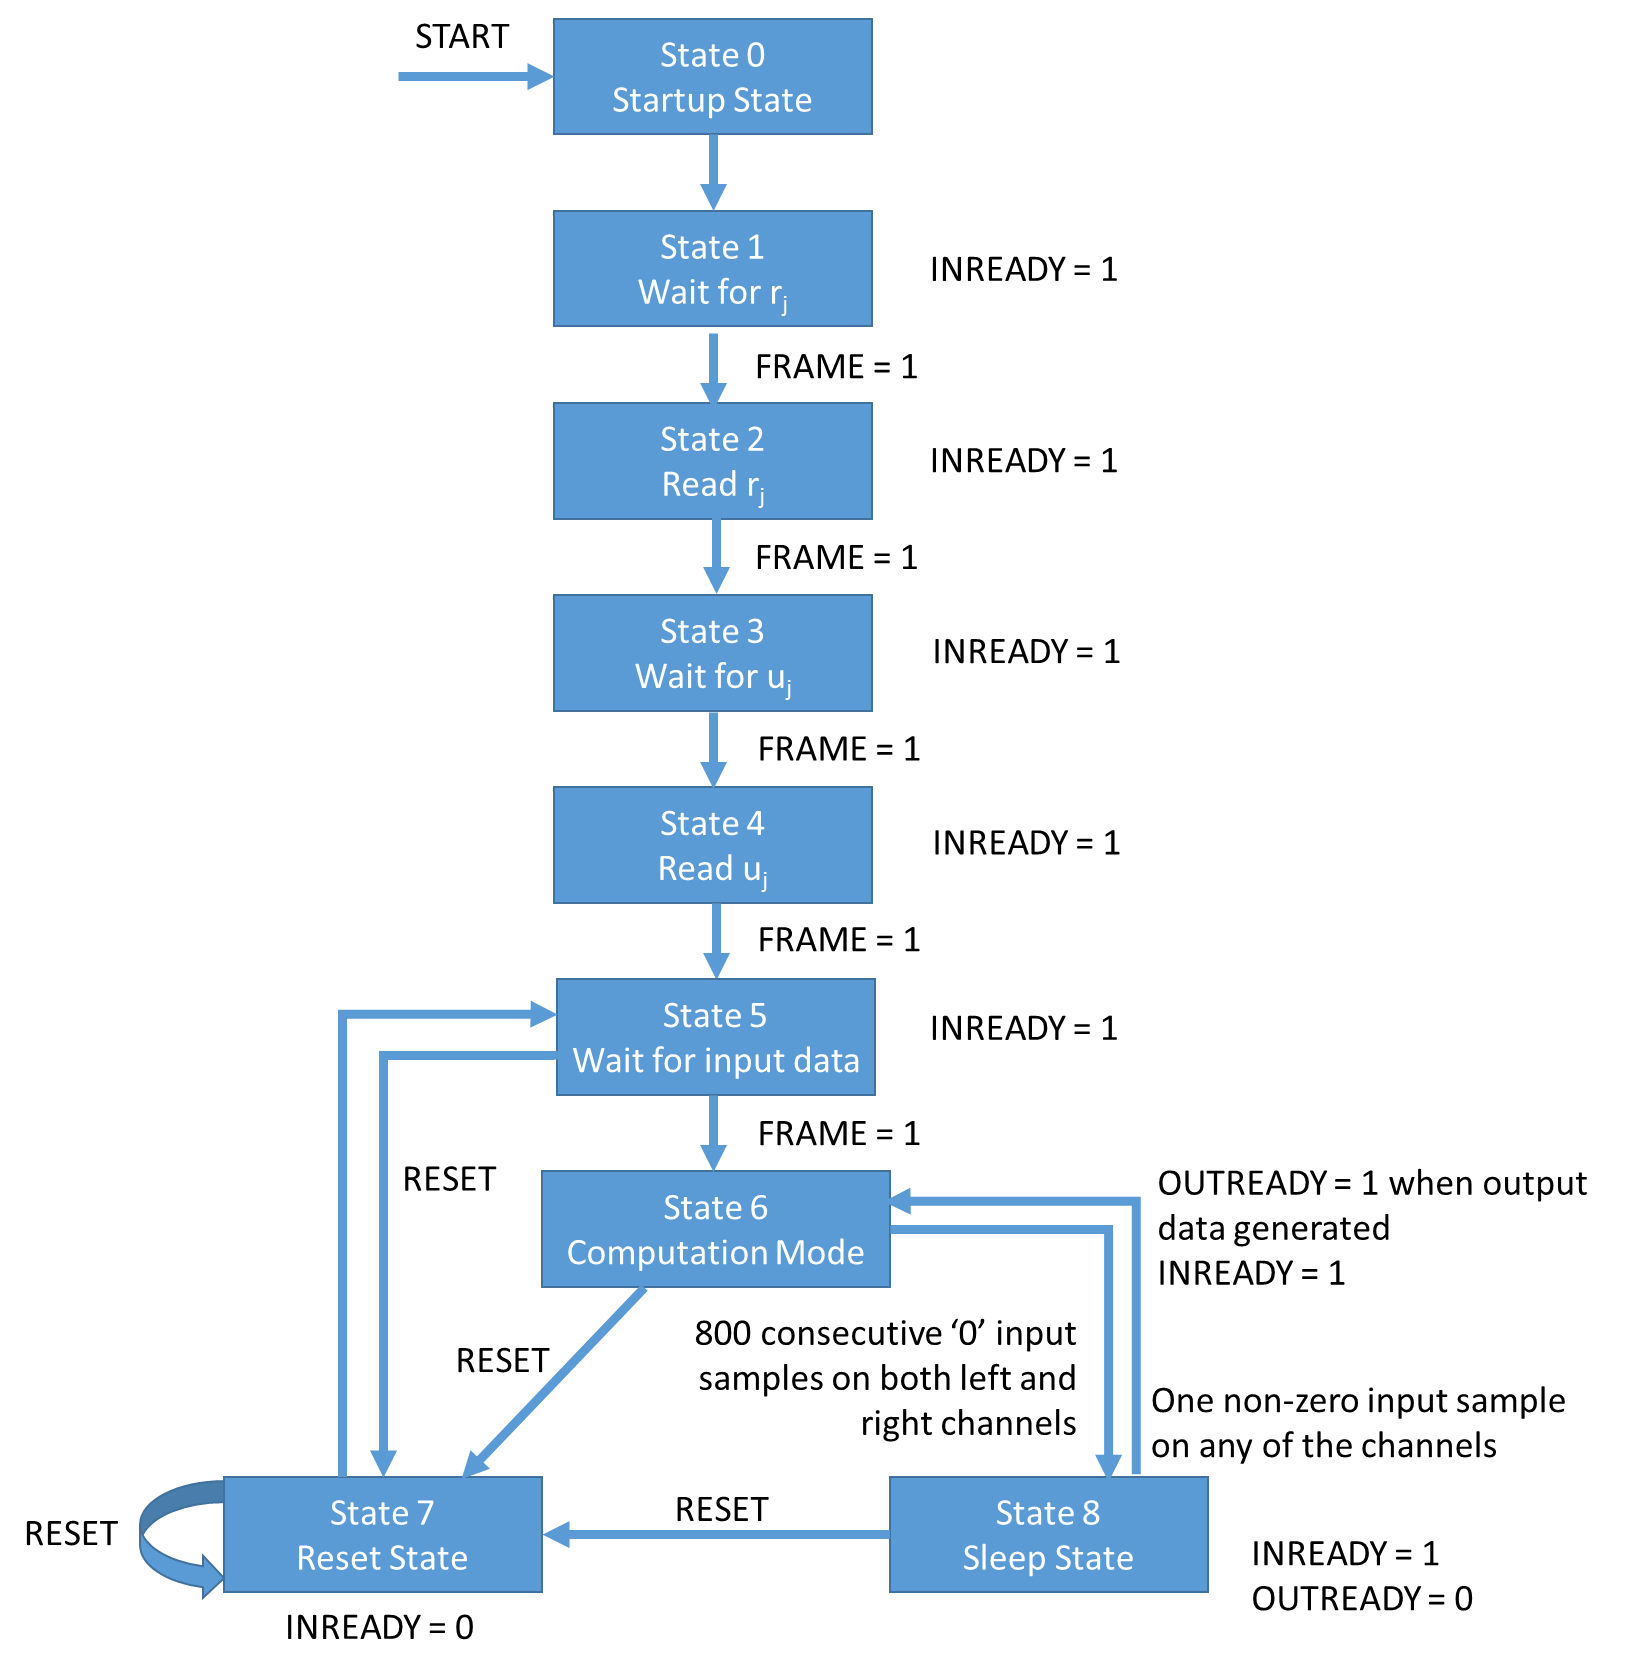 START
State 0
Startup State
State 1
Wait for rj
INREADY = 1
FRAME = 1
State 2
Read rj
INREADY = 1
FRAME = 1
State 3
Wait for uj
INREADY = 1
FRAME = 1
State 4
Read uj
INREADY = 1
FRAME = 1
State 5
Wait for input data
INREADY = 1
FRAME = 1
RESET
State 6
Computation Mode
OUTREADY = 1 when output
data generated
INREADY = 1
RESET
800 consecutive ‘0’ input
samples on both left and
right channels
One non-zero input sample
on any of the channels
RESET
State 7
Reset State
INREADY = 0
RESET
State 8
Sleep State
INREADY = 1
OUTREADY = 0